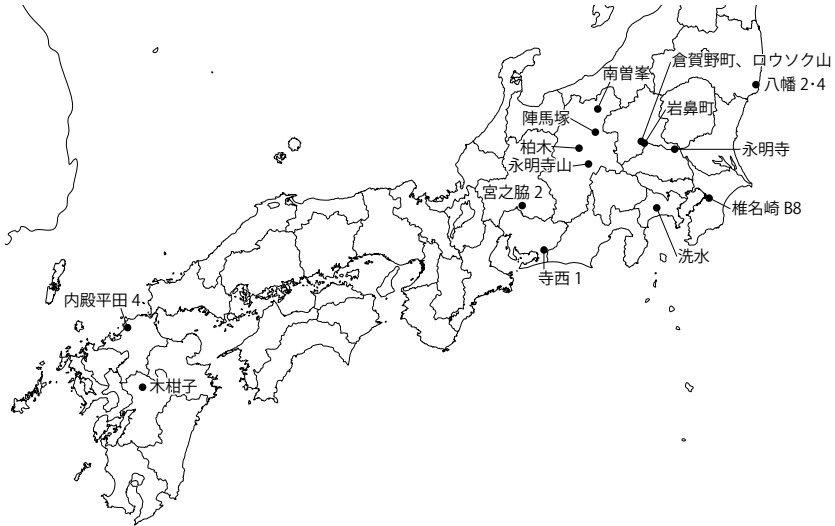 倉賀野町、ロウソク山
南曽峯
八幡 2･4
岩鼻町
陣馬塚
柏木
永明寺
永明寺山
宮之脇 2
椎名崎 B8
洗水
寺西 1
内殿平田 4
木柑子